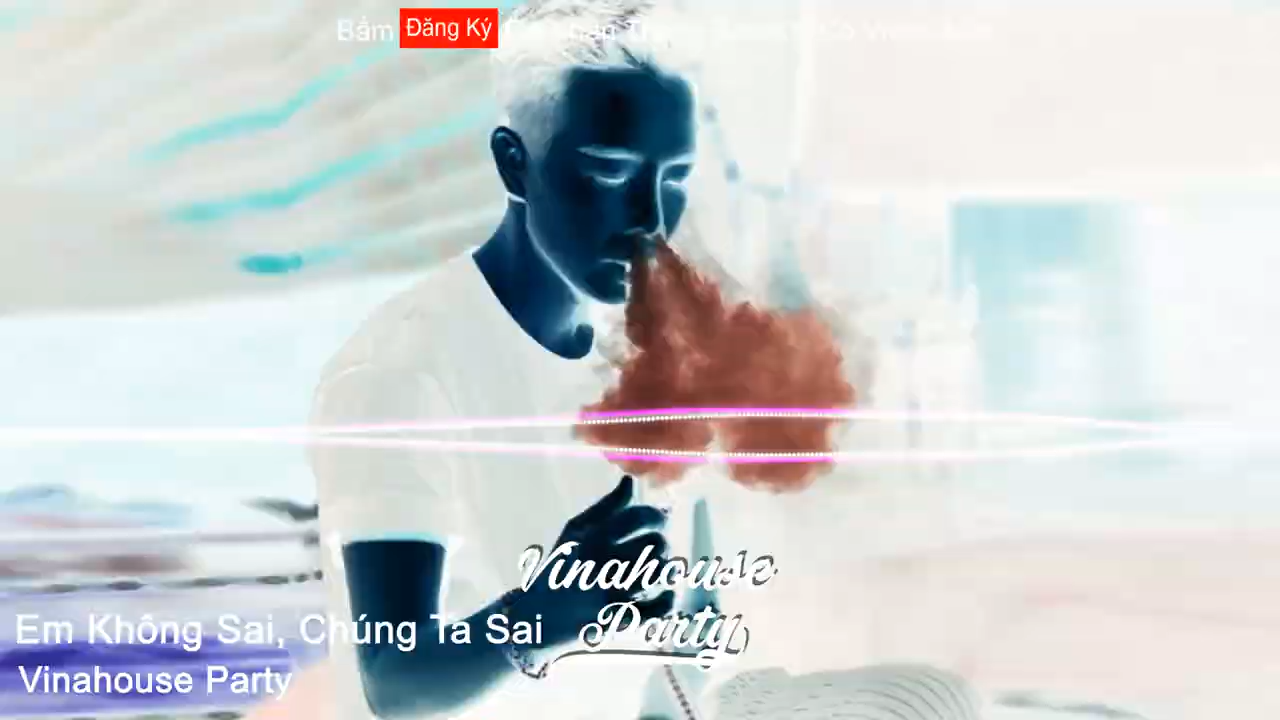 Bấm Đăng Ký
Vinahouse
Party
Em Không Sai, Chúng Ta Sai
Vinahouse Party